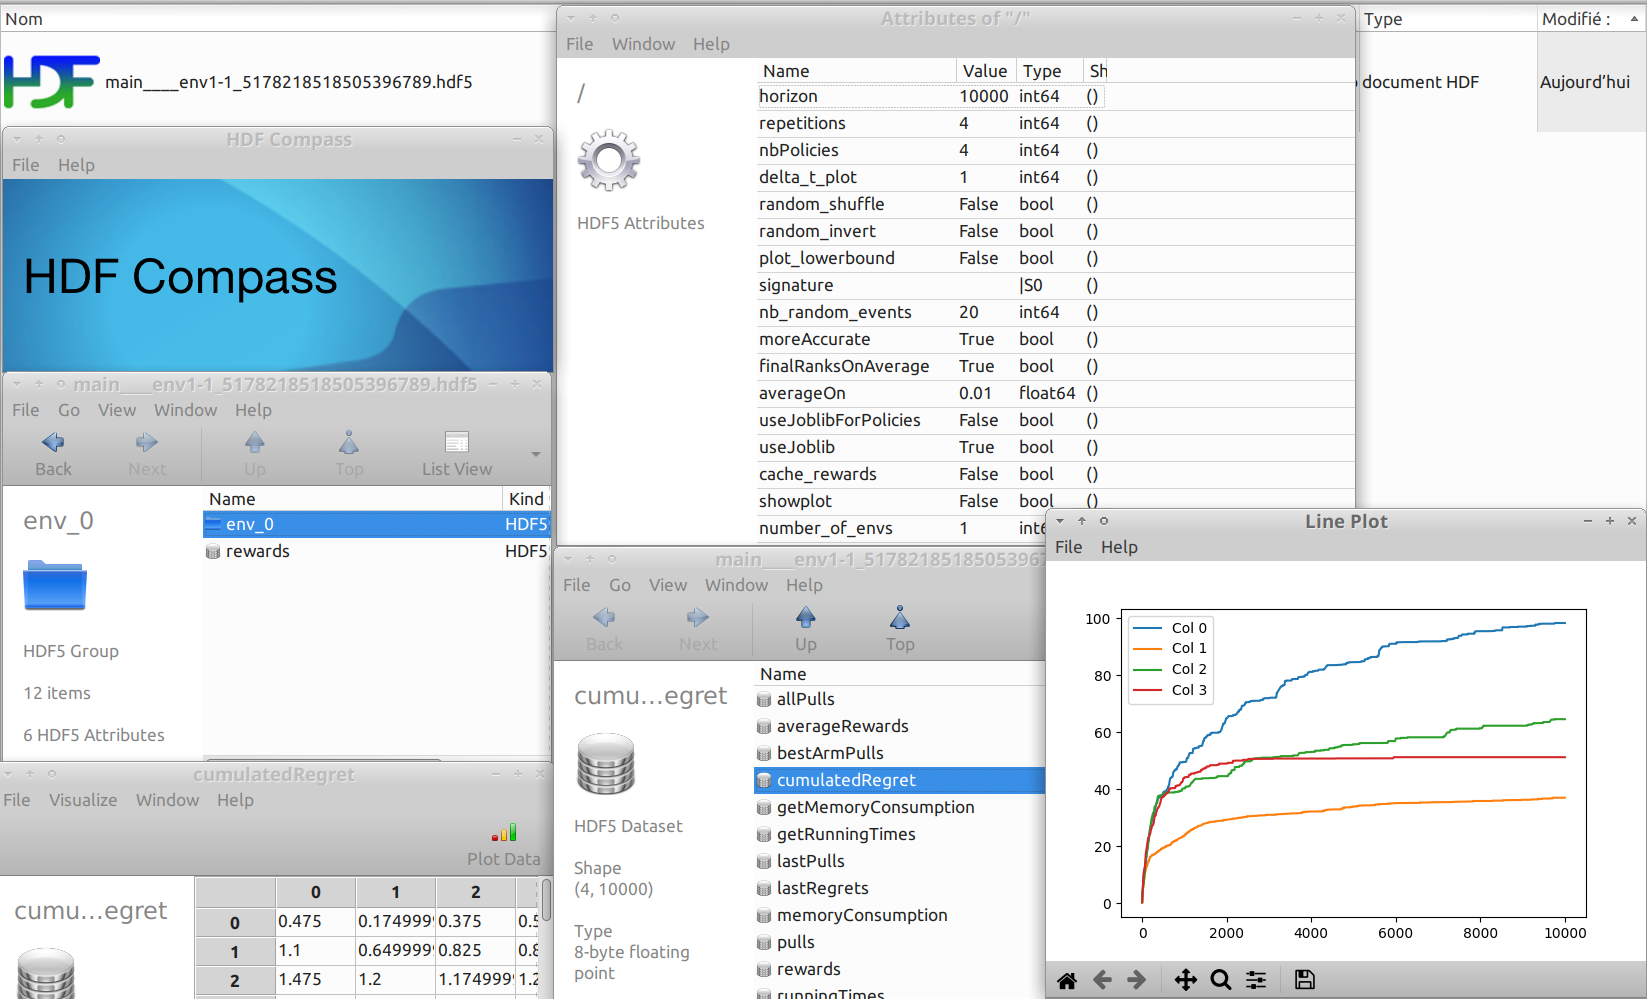 Nom
Type
Modifié :
HDF
main____env1-1_5178218518505396789.hdf5
document HDF
Aujourd’hui
HDF Compass
File Help
HDF Compass
Attributes of "/"
File Window Help
/
HDF5 Attributes
Name Value Type Sh
horizon 10000 int64 ()
repetitions 4 int64 ()
nbPolicies 4 int64 ()
delta_t_plot 1 int64 ()
random_shuffle False bool ()
random_invert False bool ()
plot_lowerbound False bool ()
signature |S0 ()
nb_random_events 20 int64 ()
moreAccurate True bool ()
finalRanksOnAverage True bool ()
averageOn 0.01 float64 ()
useJoblibForPolicies False bool ()
useJoblib True bool ()
cache_rewards False bool ()
showplot False bool ()
number_of_envs 1 int6
main____env1-1_5178218518505396789.hdf5
File Go View Window Help
Back Next Up Top List View
env_0
HDF5 Group
12 items
6 HDF5 Attributes
Name Kind
env_0 HDF5
rewards HDF5
cumulatedRegret
File Visualize Window Help
Plot Data
cumu...egret
0 1 2
0 0.475 0.1749999 0.375 0.5
1 1.1 0.6499999 0.825 0.8
2 1.475 1.2 1.1749999 1.2
main____env1-1_51782185185053967
File Go View Window Help
Back Next Up Top
cumu...egret
HDF5 Dataset
Shape
(4, 10000)
Type
8-byte floating
point
Name
allPulls
averageRewards
bestArmPulls
cumulatedRegret
getMemoryConsumption
getRunningTimes
lastPulls
lastRegrets
memoryConsumption
pulls
rewards
runningTimes
Line Plot
File Help
Col 0
Col 1
Col 2
Col 3
100
80
60
40
20
0
0 2000 4000 6000 8000 10000